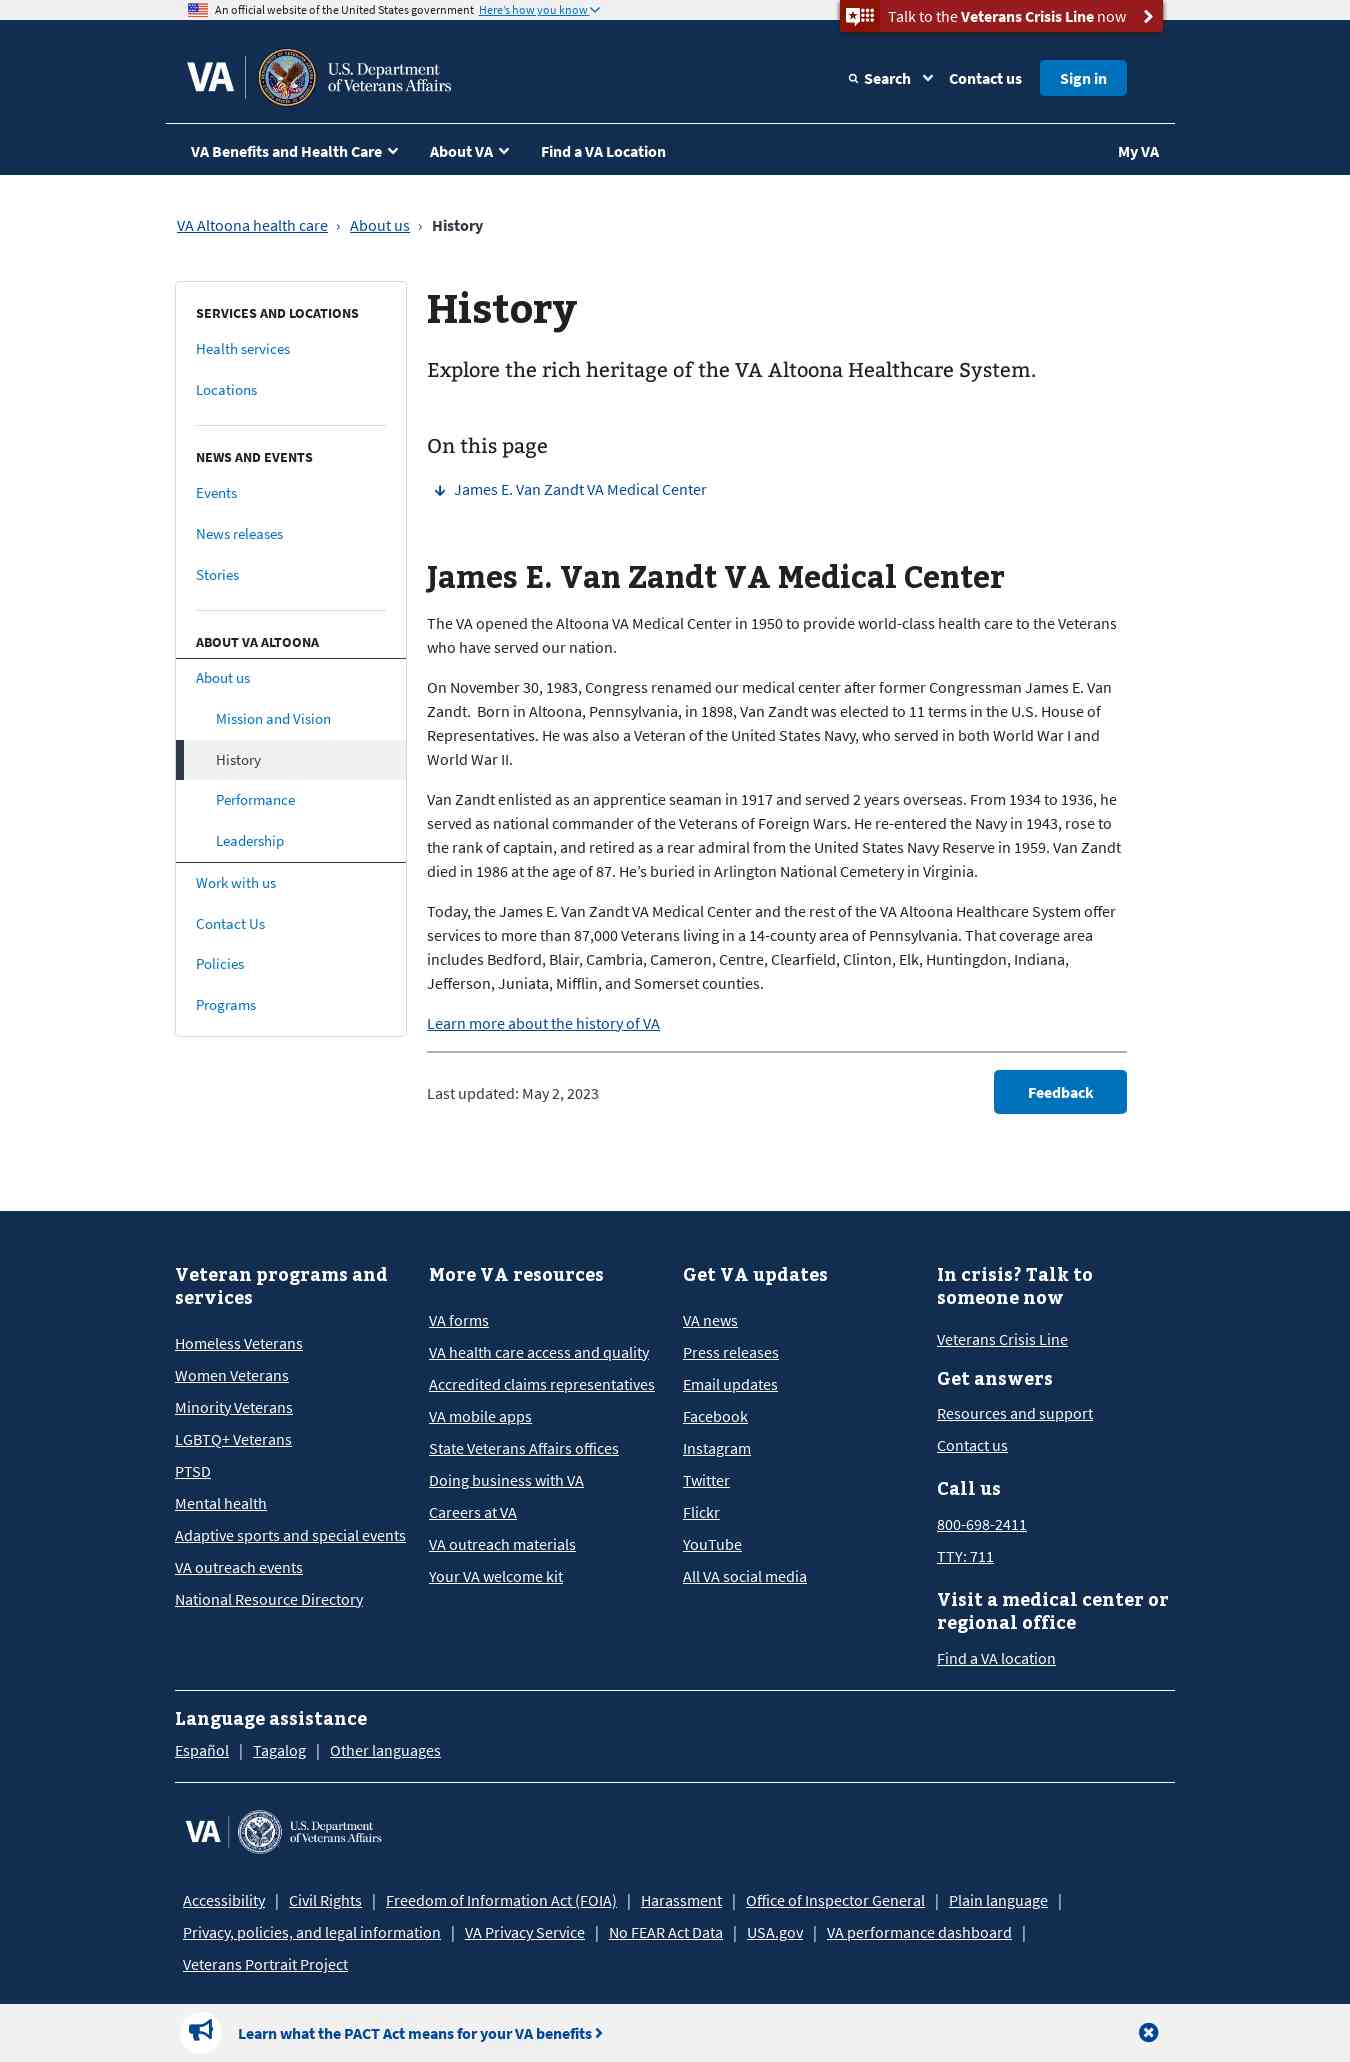 An official website of the United States government Here's how you know
Talk to the Veterans Crisis Line now
VA
U.S. Department
of Veterans Affairs
Search
Contact us
Sign in
VA Benefits and Health Care
About VA
Find a VA Location
My VA
VA Altoona health care › About us › History
SERVICES AND LOCATIONS
Health services
Locations
NEWS AND EVENTS
Events
News releases
Stories
ABOUT VA ALTOONA
About us
Mission and Vision
History
Performance
Leadership
Work with us
Contact Us
Policies
Programs
History
Explore the rich heritage of the VA Altoona Healthcare System.
On this page
James E. Van Zandt VA Medical Center
James E. Van Zandt VA Medical Center
The VA opened the Altoona VA Medical Center in 1950 to provide world-class health care to the Veterans
who have served our nation.
On November 30, 1983, Congress renamed our medical center after former Congressman James E. Van
Zandt.  Born in Altoona, Pennsylvania, in 1898, Van Zandt was elected to 11 terms in the U.S. House of
Representatives. He was also a Veteran of the United States Navy, who served in both World War I and
World War II.
Van Zandt enlisted as an apprentice seaman in 1917 and served 2 years overseas. From 1934 to 1936, he
served as national commander of the Veterans of Foreign Wars. He re-entered the Navy in 1943, rose to
the rank of captain, and retired as a rear admiral from the United States Navy Reserve in 1959. Van Zandt
died in 1986 at the age of 87. He's buried in Arlington National Cemetery in Virginia.
Today, the James E. Van Zandt VA Medical Center and the rest of the VA Altoona Healthcare System offer
services to more than 87,000 Veterans living in a 14-county area of Pennsylvania. That coverage area
includes Bedford, Blair, Cambria, Cameron, Centre, Clearfield, Clinton, Elk, Huntingdon, Indiana,
Jefferson, Juniata, Mifflin, and Somerset counties.
Learn more about the history of VA
Last updated: May 2, 2023
Feedback
Veteran programs and
services
Homeless Veterans
Women Veterans
Minority Veterans
LGBTQ+ Veterans
PTSD
Mental health
Adaptive sports and special events
VA outreach events
National Resource Directory
More VA resources
VA forms
VA health care access and quality
Accredited claims representatives
VA mobile apps
State Veterans Affairs offices
Doing business with VA
Careers at VA
VA outreach materials
Your VA welcome kit
Get VA updates
VA news
Press releases
Email updates
Facebook
Instagram
Twitter
Flickr
YouTube
All VA social media
In crisis? Talk to
someone now
Veterans Crisis Line
Get answers
Resources and support
Contact us
Call us
800-698-2411
TTY: 711
Visit a medical center or
regional office
Find a VA location
Language assistance
Español | Tagalog | Other languages
VA
U.S. Department
of Veterans Affairs
Accessibility | Civil Rights | Freedom of Information Act (FOIA) | Harassment | Office of Inspector General | Plain language |
Privacy, policies, and legal information | VA Privacy Service | No FEAR Act Data | USA.gov | VA performance dashboard |
Veterans Portrait Project
Learn what the PACT Act means for your VA benefits